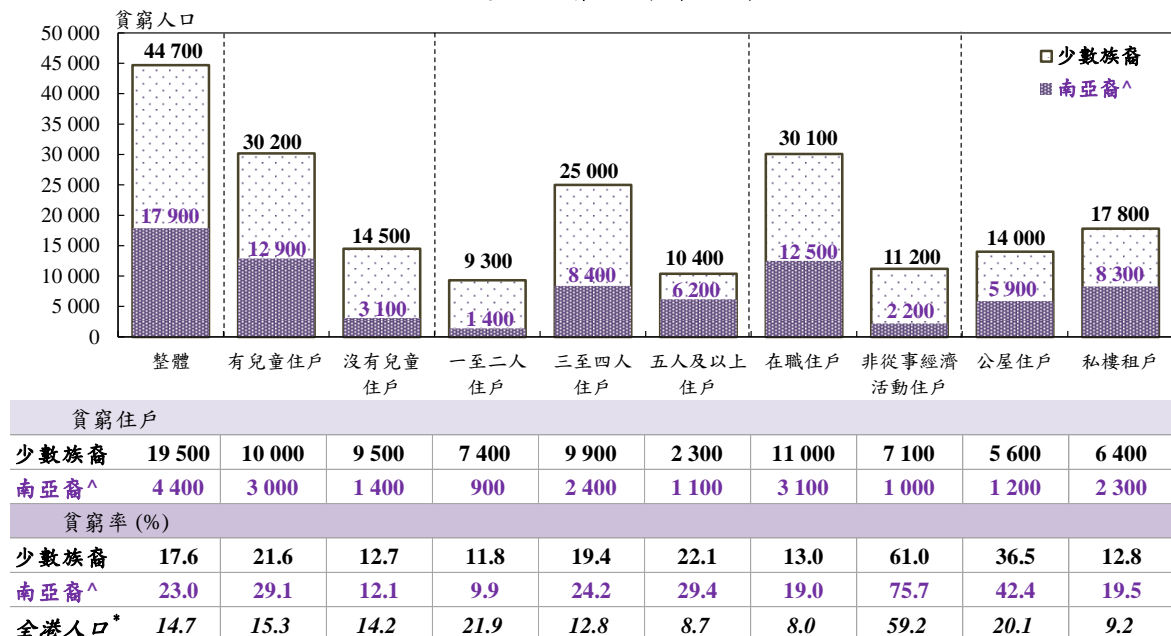 貧窮人口
50 000
45 000
40 000
35 000
30 000
25 000
20 000
15 000
10 000
5 000
0
44 700
30 200
14 500
9 300
25 000
10 400
30 100
11 200
14 000
17 800
17 900
12 900
3 100
1 400
8 400
6 200
12 500
2 200
5 900
8 300
少數族裔
南亞裔^
整體 有兒童住戶 沒有兒童 一至二人 三至四人 五人及以上 在職住戶 非從事經濟 公屋住戶 私樓租戶
住戶 住戶 住戶 住戶 活動住戶
貧窮住戶
少數族裔 19 500 10 000 9 500 7 400 9 900 2 300 11 000 7 100 5 600 6 400
南亞裔^ 4 400 3 000 1 400 900 2 400 1 100 3 100 1 000 1 200 2 300
貧窮率 (%)
少數族裔 17.6 21.6 12.7 11.8 19.4 22.1 13.0 61.0 36.5 12.8
南亞裔^ 23.0 29.1 12.1 9.9 24.2 29.4 19.0 75.7 42.4 19.5
全港人口* 14.7 15.3 14.2 21.9 12.8 8.7 8.0 59.2 20.1 9.2